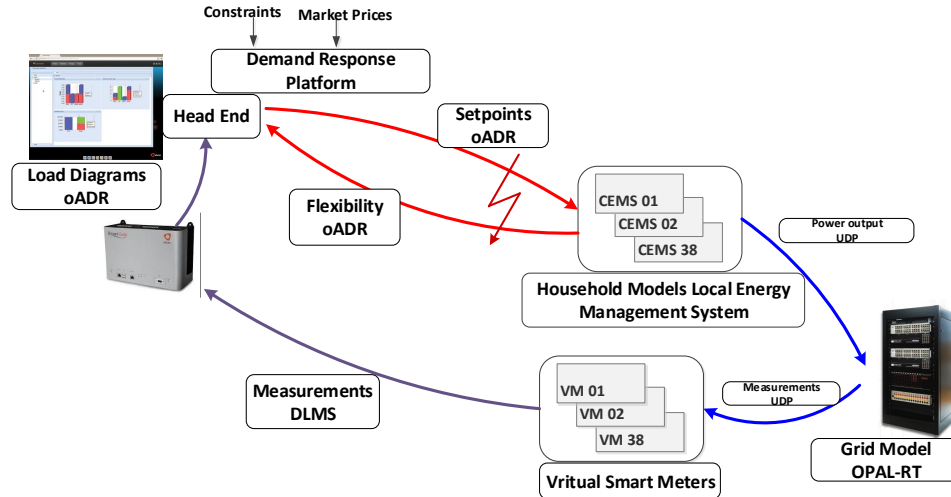 Constraints
Market Prices
Demand Response
Platform
Head End
Setpoints
oADR
Load Diagrams
oADR
Flexibility
oADR
CEMS 01
CEMS 02
CEMS 38
Power output
UDP
Household Models Local Energy
Management System
Measurements
DLMS
VM 01
VM 02
VM 38
Measurements
UDP
Vritual Smart Meters
Grid Model
OPAL-RT